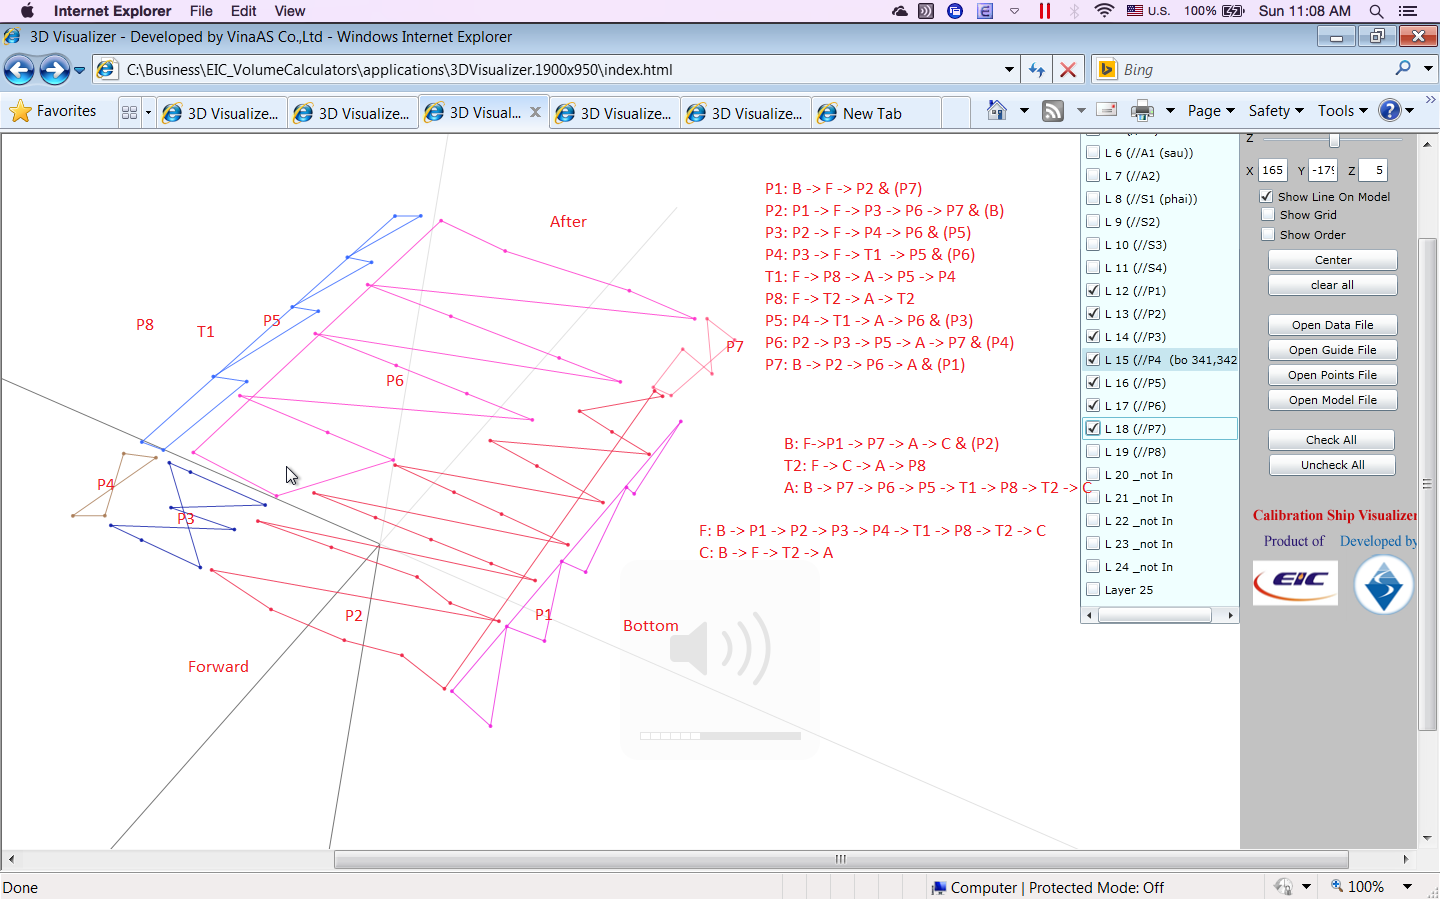 Internet Explorer File Edit View
U.S. 100% Sun 11:08 AM
3D Visualizer - Developed by VinaAS Co.,Ltd - Windows Internet Explorer
C:\Business\EIC_VolumeCalculators\applications\3DVisualizer.1900x950\index.html
Bing
Favorites
3D Visualize...
3D Visualize...
3D Visual...
3D Visualize...
3D Visualize...
New Tab
Page
Safety
Tools
After
P8
T1
P5
P6
P7
P4
P3
P2
P1
Bottom
Forward
P1: B -> F -> P2 & (P7)
P2: P1 -> F -> P3 -> P6 -> P7 & (B)
P3: P2 -> F -> P4 -> P6 & (P5)
P4: P3 -> F -> T1 -> P5 & (P6)
T1: F -> P8 -> A -> P5 -> P4
P8: F -> T2 -> A -> T2
P5: P4 -> T1 -> A -> P6 & (P3)
P6: P2 -> P3 -> P5 -> A -> P7 & (P4)
P7: B -> P2 -> P6 -> A & (P1)
B: F->P1 -> P7 -> A -> C & (P2)
T2: F -> C -> A -> P8
A: B -> P7 -> P6 -> P5 -> T1 -> P8 -> T2 -> C
F: B -> P1 -> P2 -> P3 -> P4 -> T1 -> P8 -> T2 -> C
C: B -> F -> T2 -> A
L 6 (//A1 (sau))
L 7 (//A2)
L 8 (//S1 (phai))
L 9 (//S2)
L 10 (//S3)
L 11 (//S4)
L 12 (//P1)
L 13 (//P2)
L 14 (//P3)
L 15 (//P4 (bo 341,342
L 16 (//P5)
L 17 (//P6)
L 18 (//P7)
L 19 (//P8)
L 20 _not In
L 21 _not In
L 22 _not In
L 23 _not In
L 24 _not In
Layer 25
Z
X 165 Y -179 Z 5
Show Line On Model
Show Grid
Show Order
Center
clear all
Open Data File
Open Guide File
Open Points File
Open Model File
Check All
Uncheck All
Calibration Ship Visualizer
Product of Developed by
EIC
Done
Computer | Protected Mode: Off
100%